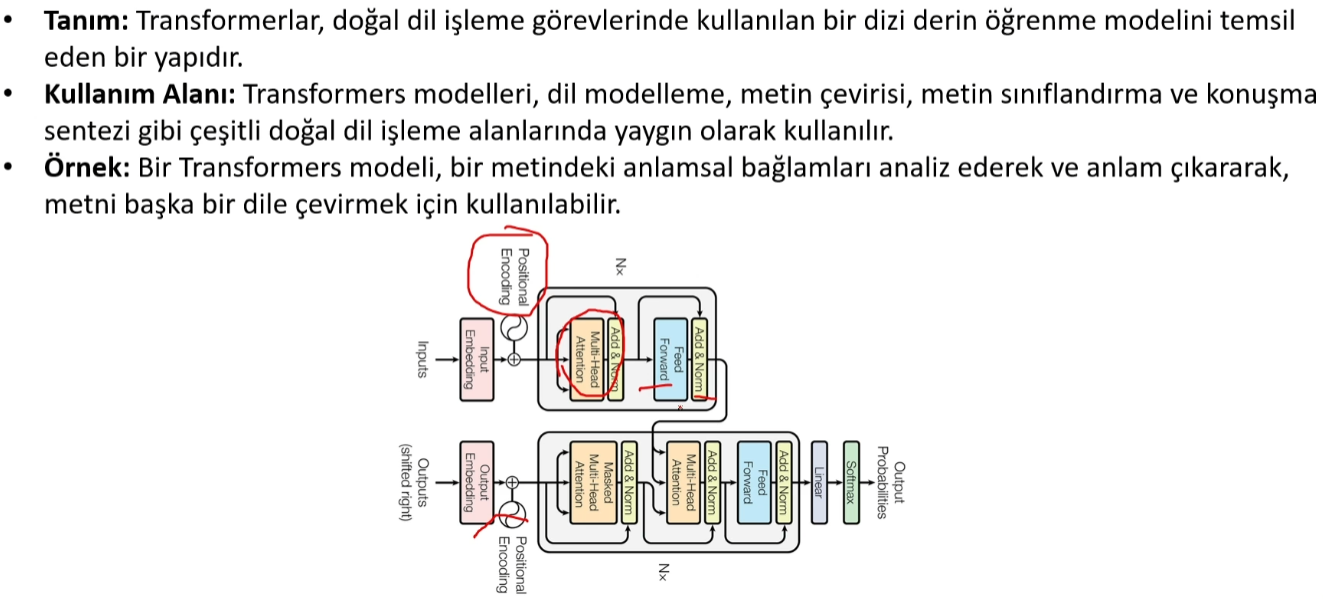 • Tanım: Transformerlar, doğal dil işleme görevlerinde kullanılan bir dizi derin öğrenme modelini temsil
eden bir yapıdır.
• Kullanım Alanı: Transformers modelleri, dil modelleme, metin çevirisi, metin sınıflandırma ve konuşma
sentezi gibi çeşitli doğal dil işleme alanlarında yaygın olarak kullanılır.
• Örnek: Bir Transformers modeli, bir metindeki anlamsal bağlamları analiz ederek ve anlam çıkararak,
metni başka bir dile çevirmek için kullanılabilir.
Inputs
Input
Embedding
Positional
Encoding
Nx
Multi-Head
Attention
Add & Norm
Feed
Forward
Add & Norm
Outputs
(shifted right)
Output
Embedding
Positional
Encoding
Masked
Multi-Head
Attention
Add & Norm
Multi-Head
Attention
Add & Norm
Feed
Forward
Add & Norm
Nx
Linear
Softmax
Output
Probabilities